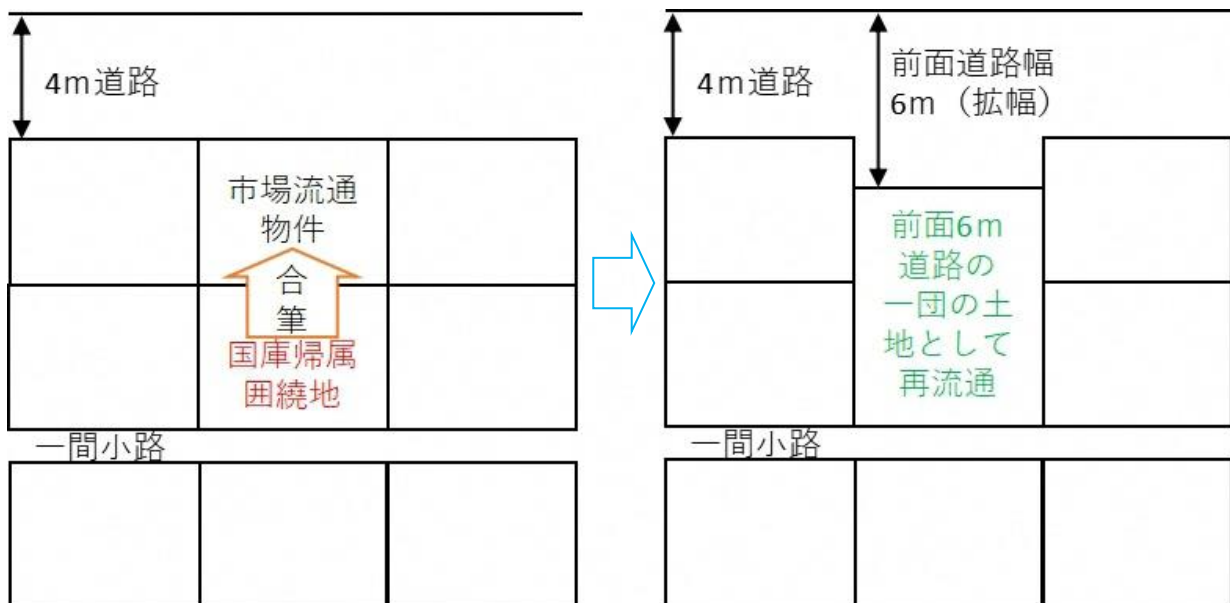 4m道路
市場流通
物件
合
筆
国庫帰属
囲繞地
一間小路
4m道路
前面道路幅
6m（拡幅）
前面6m
道路の
一団の土
地として
再流通
一間小路